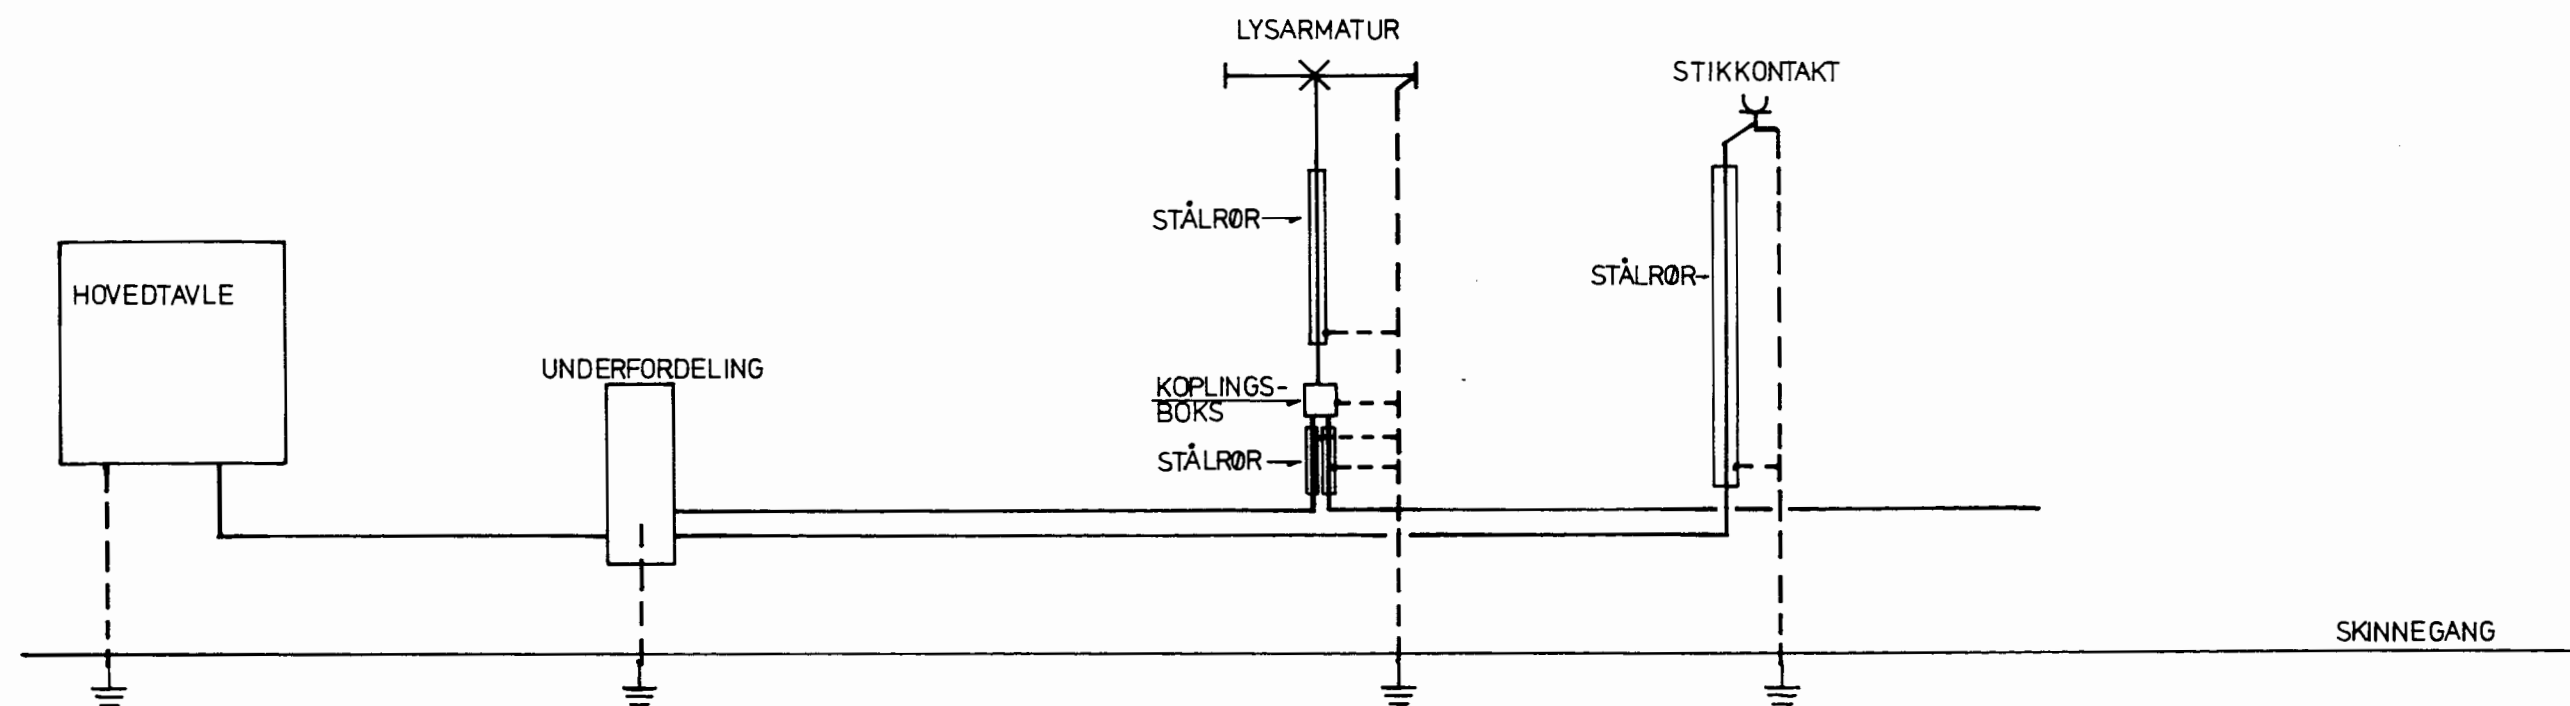 LYSARMATUR
STIKKONTAKT
STÅLRØR
STÅLRØR
HOVEDTAVLE
UNDERFORDELING
KOPLINGS-
BOKS
STÅLRØR
SKINNEGANG